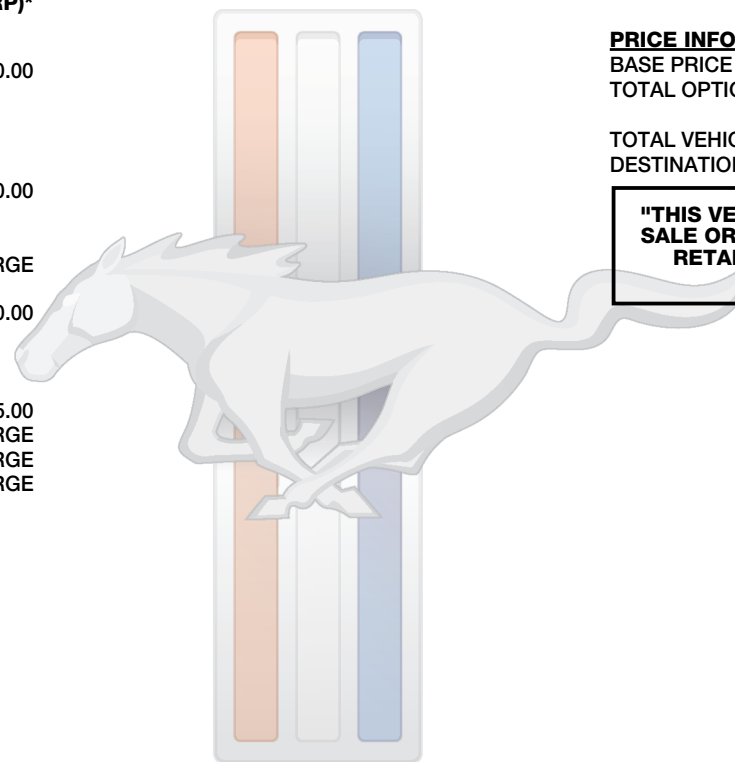 RP)*
0.00
0.00
RGE
0.00
5.00
RGE
RGE
RGE
PRICE INFO
BASE PRICE
TOTAL OPTIO
TOTAL VEHIC
DESTINATION
"THIS VE
SALE OR
RETAI